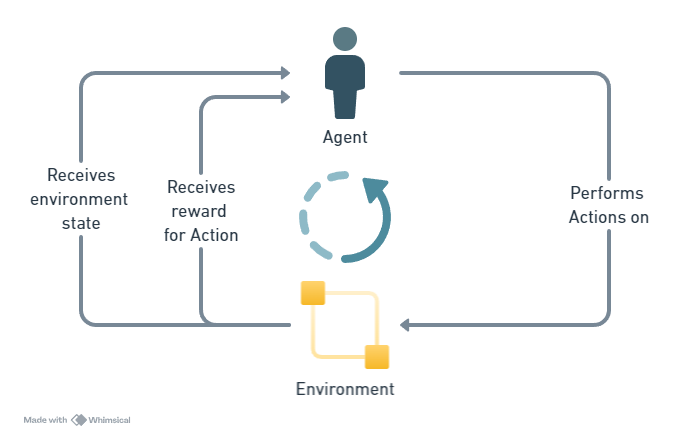 Agent
Receives
environment
state
Receives
reward
for Action
Performs
Actions on
Environment
Made with Whimsical